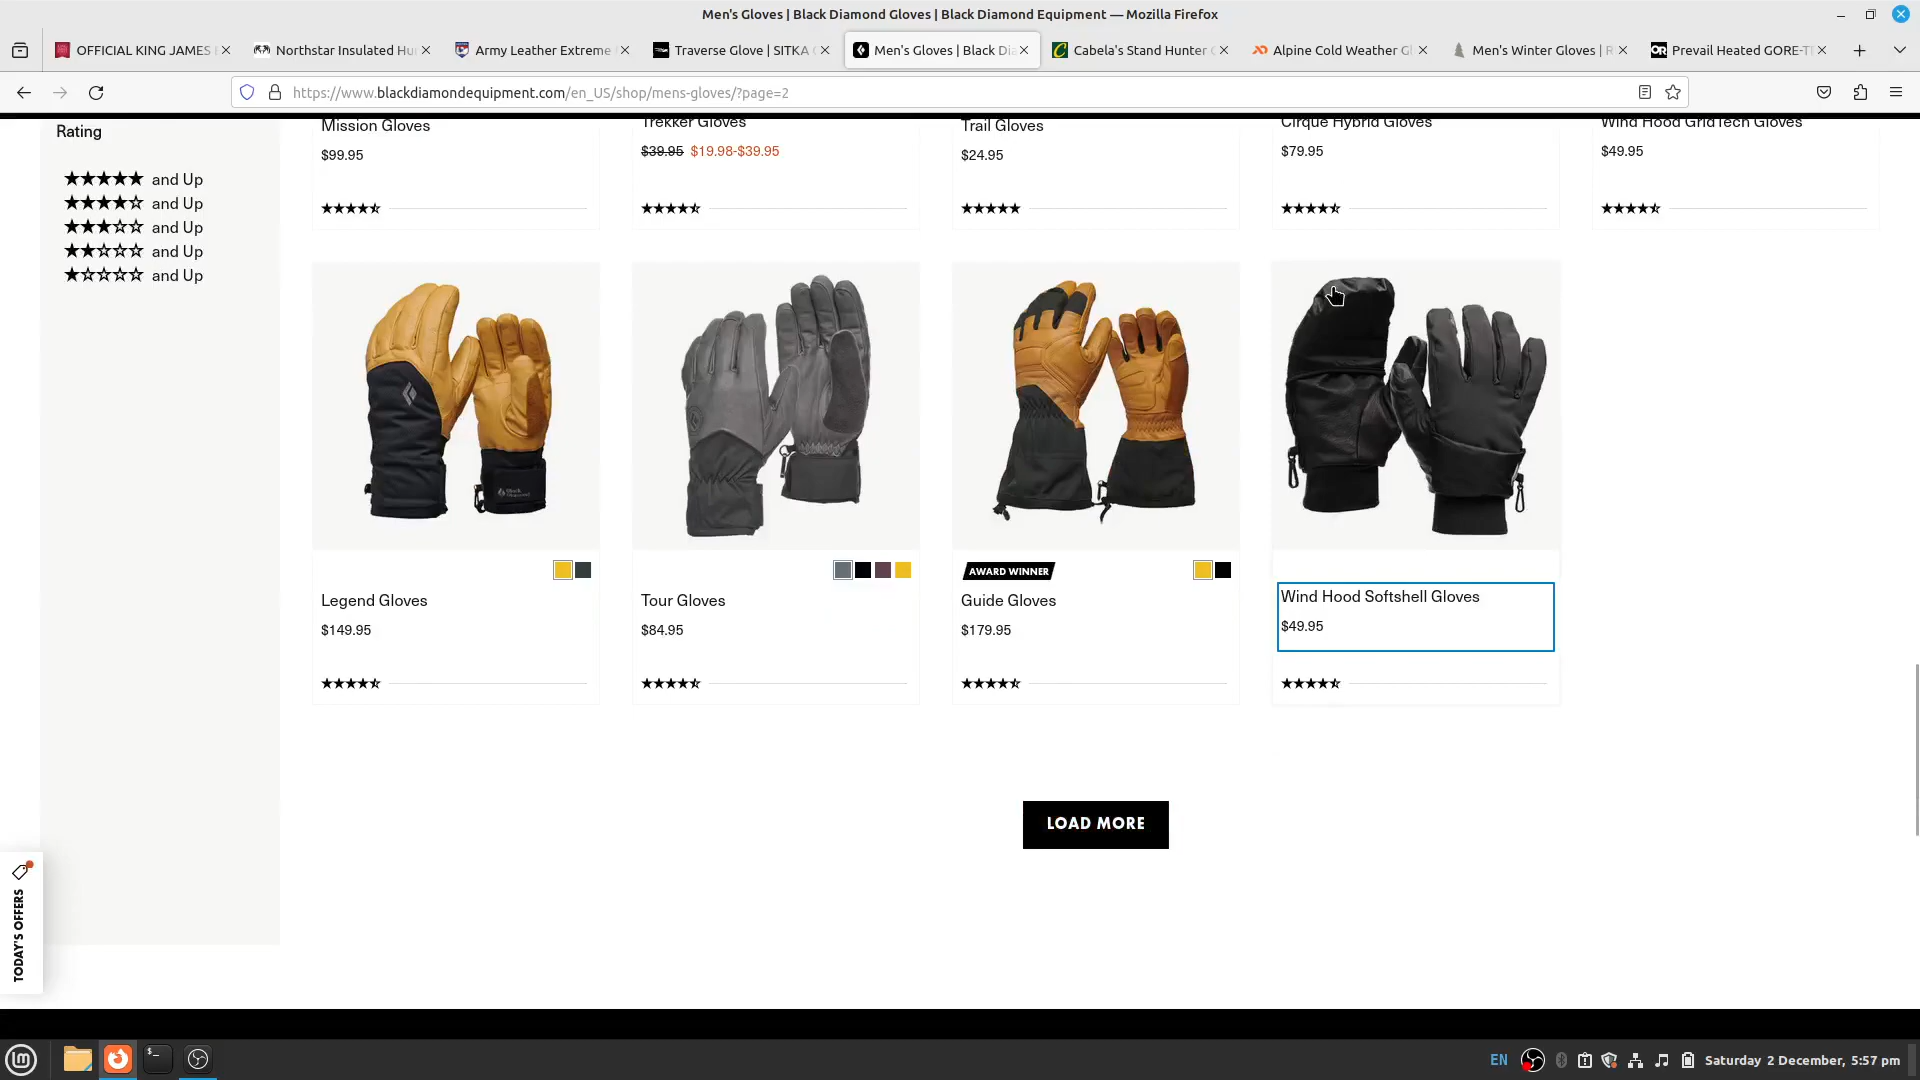 Men's Gloves | Black Diamond Gloves | Black Diamond Equipment — Mozilla Firefox
OFFICIAL KING JAMES
Northstar Insulated Hu
Army Leather Extreme
Traverse Glove | SITKA
Men's Gloves | Black Di
Cabela's Stand Hunter
Alpine Cold Weather Gl
Men's Winter Gloves | R
OR
Prevail Heated GORE-T
https://www.blackdiamondequipment.com/en_US/shop/mens-gloves/?page=2
Rating
and Up
and Up
and Up
and Up
and Up
Mission Gloves
$99.95
Trekker Gloves
$39.95 $19.98-$39.95
Trail Gloves
$24.95
Cirque Hybrid Gloves
$79.95
Wind Hood GridTech Gloves
$49.95
Legend Gloves
$149.95
Tour Gloves
$84.95
AWARD WINNER
Guide Gloves
$179.95
Wind Hood Softshell Gloves
$49.95
LOAD MORE
TODAY'S OFFERS
EN
Saturday 2 December, 5:57 pm